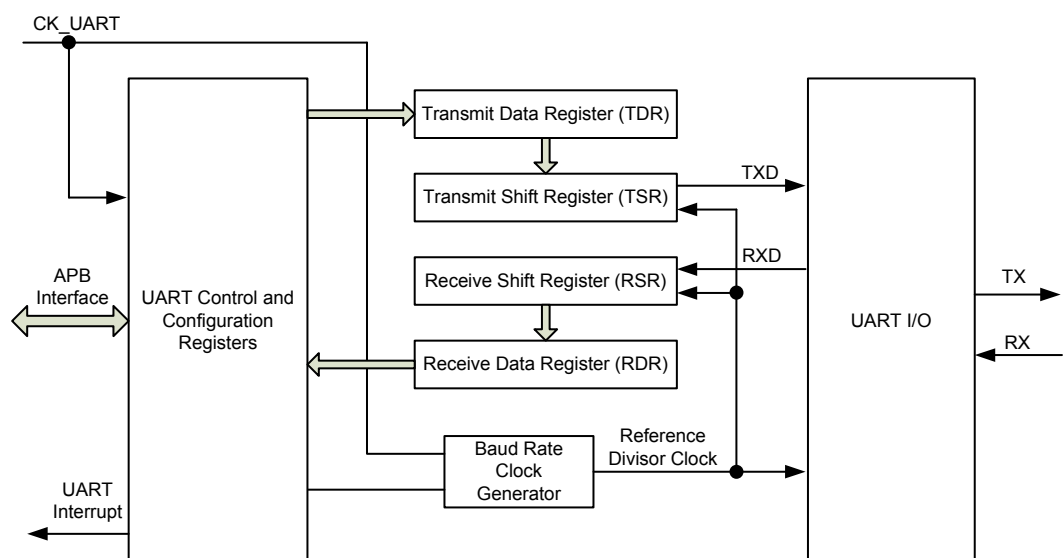 CK_UART
Transmit Data Register (TDR)
Transmit Shift Register (TSR)
TXD
Receive Shift Register (RSR)
RXD
Receive Data Register (RDR)
APB
Interface
UART Control and
Configuration
Registers
UART I/O
TX
RX
Baud Rate
Clock
Generator
Reference
Divisor Clock
UART
Interrupt